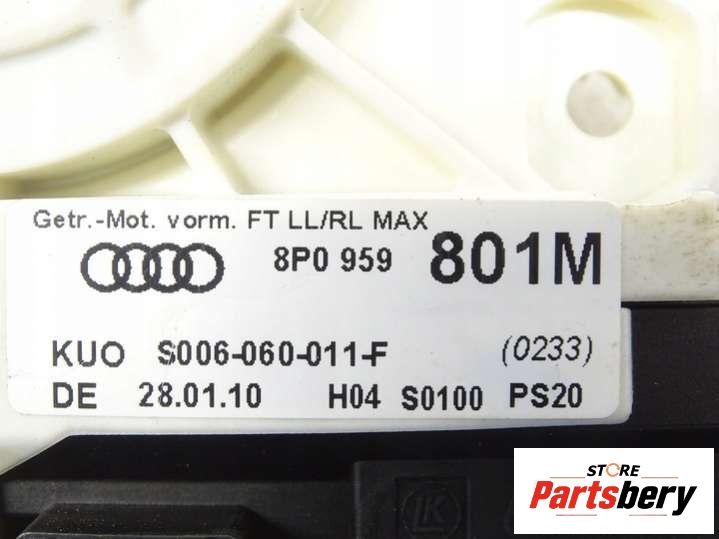 Getr.-Mot. vorm. FT LL/RL MAX
8P0 959 801M
KUO S006-060-011-F (0233)
DE 28.01.10 H04 S0100 PS20
LK
STORE
Partsbery